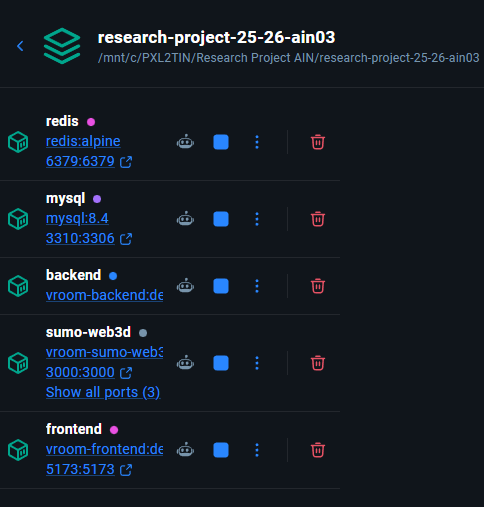 research-project-25-26-ain03
/mnt/c/PXL2TIN/Research Project AIN/research-project-25-26-ain03
redis
redis:alpine
6379:6379
mysql
mysql:8.4
3310:3306
backend
vroom-backend:de
sumo-web3d
vroom-sumo-web3
3000:3000
Show all ports (3)
frontend
vroom-frontend:de
5173:5173